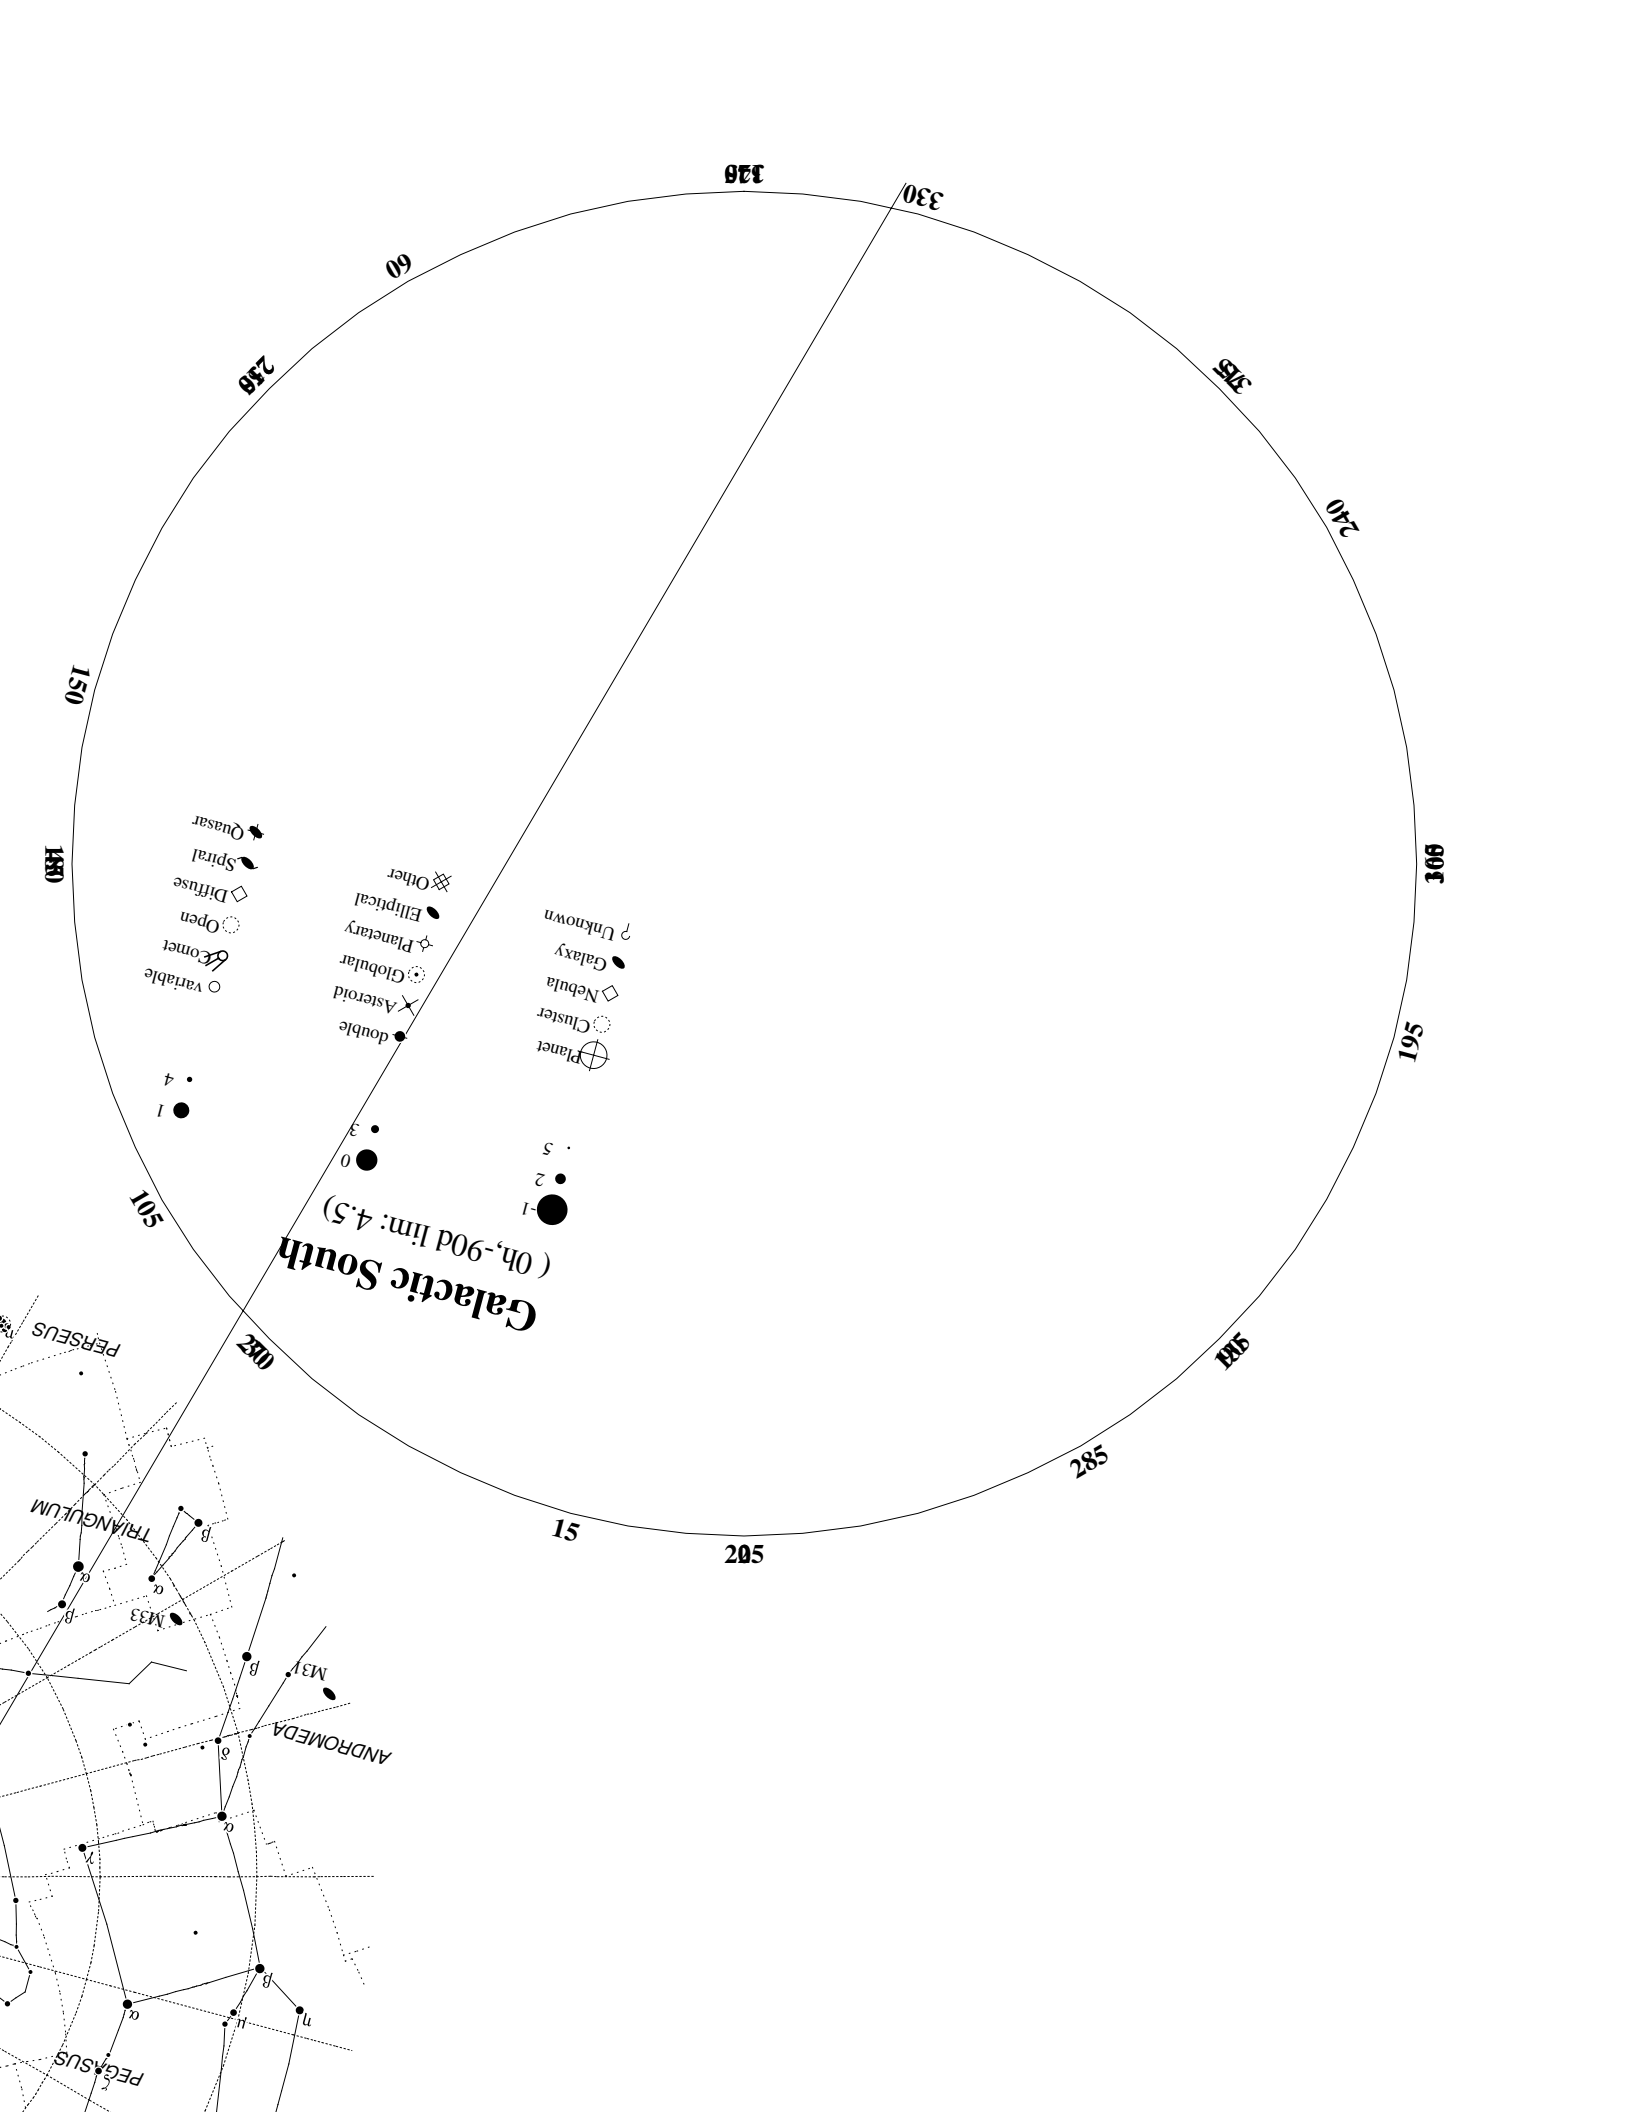 330
60
240
150
195
105
285
15
Galactic South
( 0h,-90d lim: 4.5)
-1
0
1
2
3
4
5
Planet
double
variable
Cluster
Asteroid
Comet
Nebula
Globular
Open
Galaxy
Planetary
Diffuse
Unknown
Elliptical
Spiral
Other
Quasar
PERSEUS
TRIANGULUM
β
α
α
β
M33
β
M31
δ
ANDROMEDA
α
γ
β
α
μ
η
PEGASUS
ζ